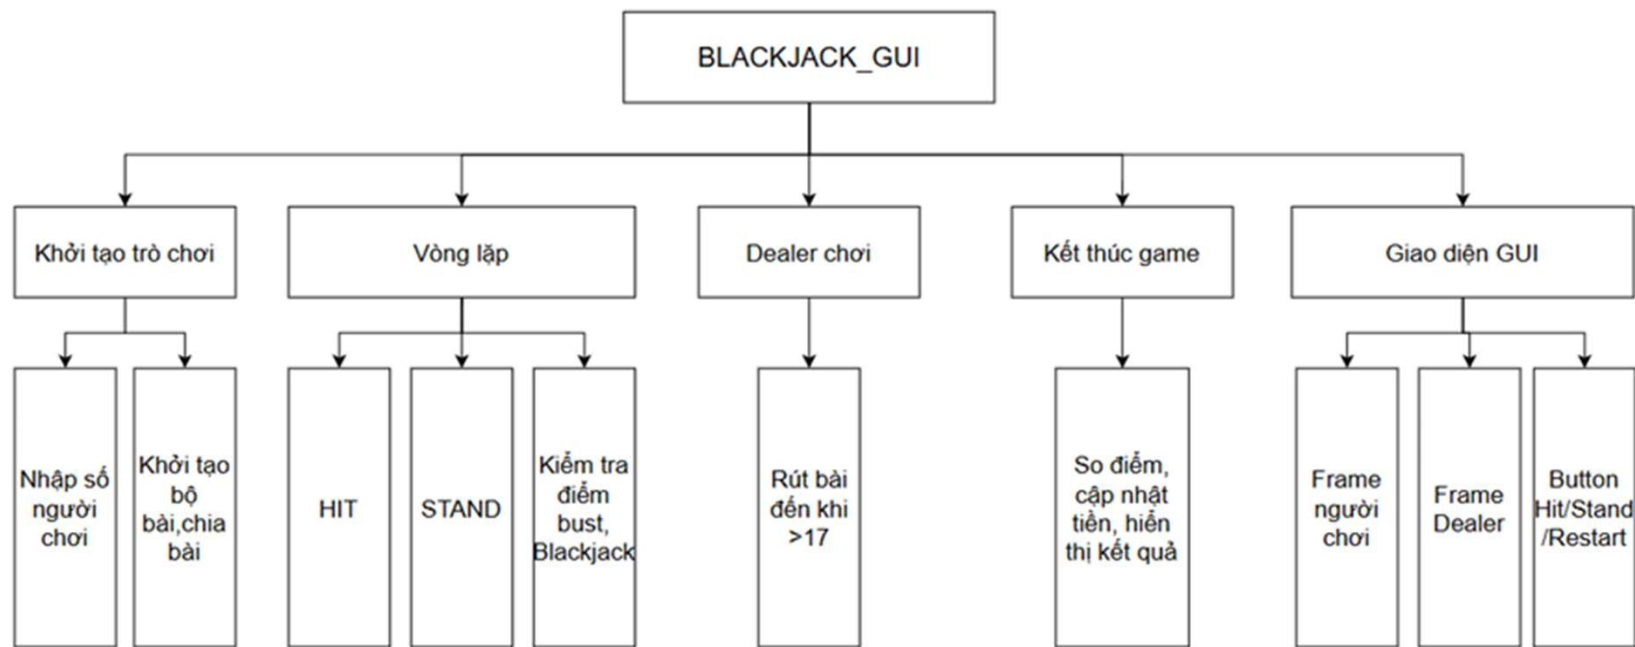 BLACKJACK_GUI
Khởi tạo trò chơi
Vòng lặp
Dealer chơi
Kết thúc game
Giao diện GUI
Nhập số
người
chơi
Khởi tạo
bộ
bài,chia
bài
HIT
STAND
Kiểm tra
điểm
bust,
Blackjack
Rút bài
đến khi
>17
So điểm,
cập nhật
tiền, hiển
thị kết quả
Frame
người
chơi
Frame
Dealer
Button
Hit/Stand
/Restart